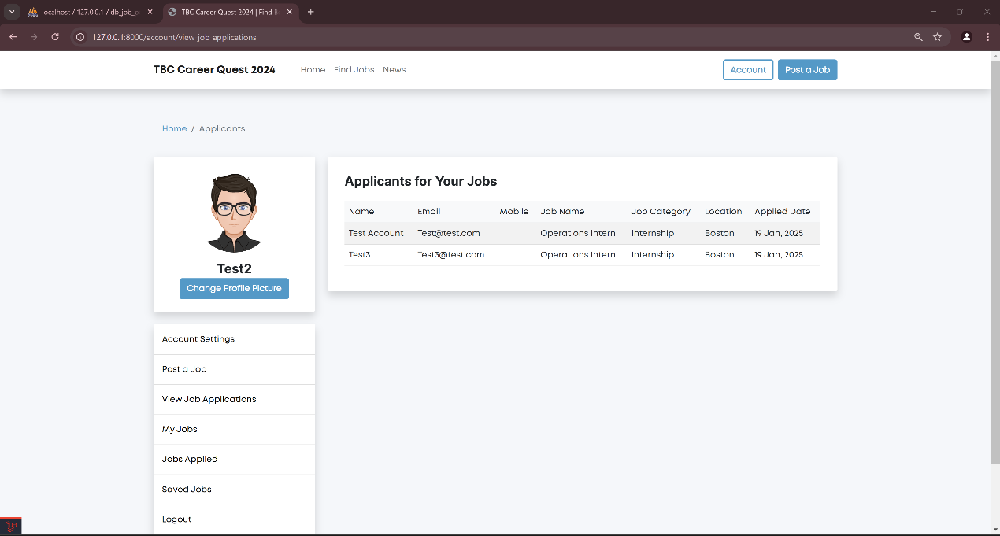 localhost / 127.0.0.1 / db_job_p
TBC Career Quest 2024 | Find B
127.0.0.1:8000/account/view-job-applications
TBC Career Quest 2024
Home
Find Jobs
News
Account
Post a Job
Home / Applicants
Test2
Change Profile Picture
Account Settings
Post a Job
View Job Applications
My Jobs
Jobs Applied
Saved Jobs
Logout
Applicants for Your Jobs
Name Email Mobile Job Name Job Category Location Applied Date
Test Account Test@test.com Operations Intern Internship Boston 19 Jan, 2025
Test3 Test3@test.com Operations Intern Internship Boston 19 Jan, 2025